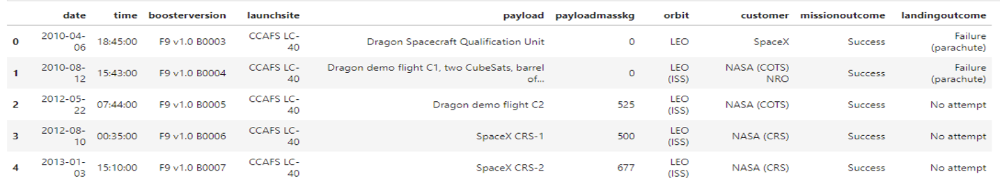 date time boosterversion launchsite payload payloadmasskg orbit customer missionoutcome landingoutcome
0 2010-04-06 18:45:00 F9 v1.0 B0003 CCAFS LC-40 Dragon Spacecraft Qualification Unit 0 LEO SpaceX Success Failure (parachute)
1 2010-08-12 15:43:00 F9 v1.0 B0004 CCAFS LC-40 Dragon demo flight C1, two CubeSats, barrel of... 0 LEO (ISS) NASA (COTS) NRO Success Failure (parachute)
2 2012-05-22 07:44:00 F9 v1.0 B0005 CCAFS LC-40 Dragon demo flight C2 525 LEO (ISS) NASA (COTS) Success No attempt
3 2012-08-10 00:35:00 F9 v1.0 B0006 CCAFS LC-40 SpaceX CRS-1 500 LEO (ISS) NASA (CRS) Success No attempt
4 2013-01-03 15:10:00 F9 v1.0 B0007 CCAFS LC-40 SpaceX CRS-2 677 LEO (ISS) NASA (CRS) Success No attempt